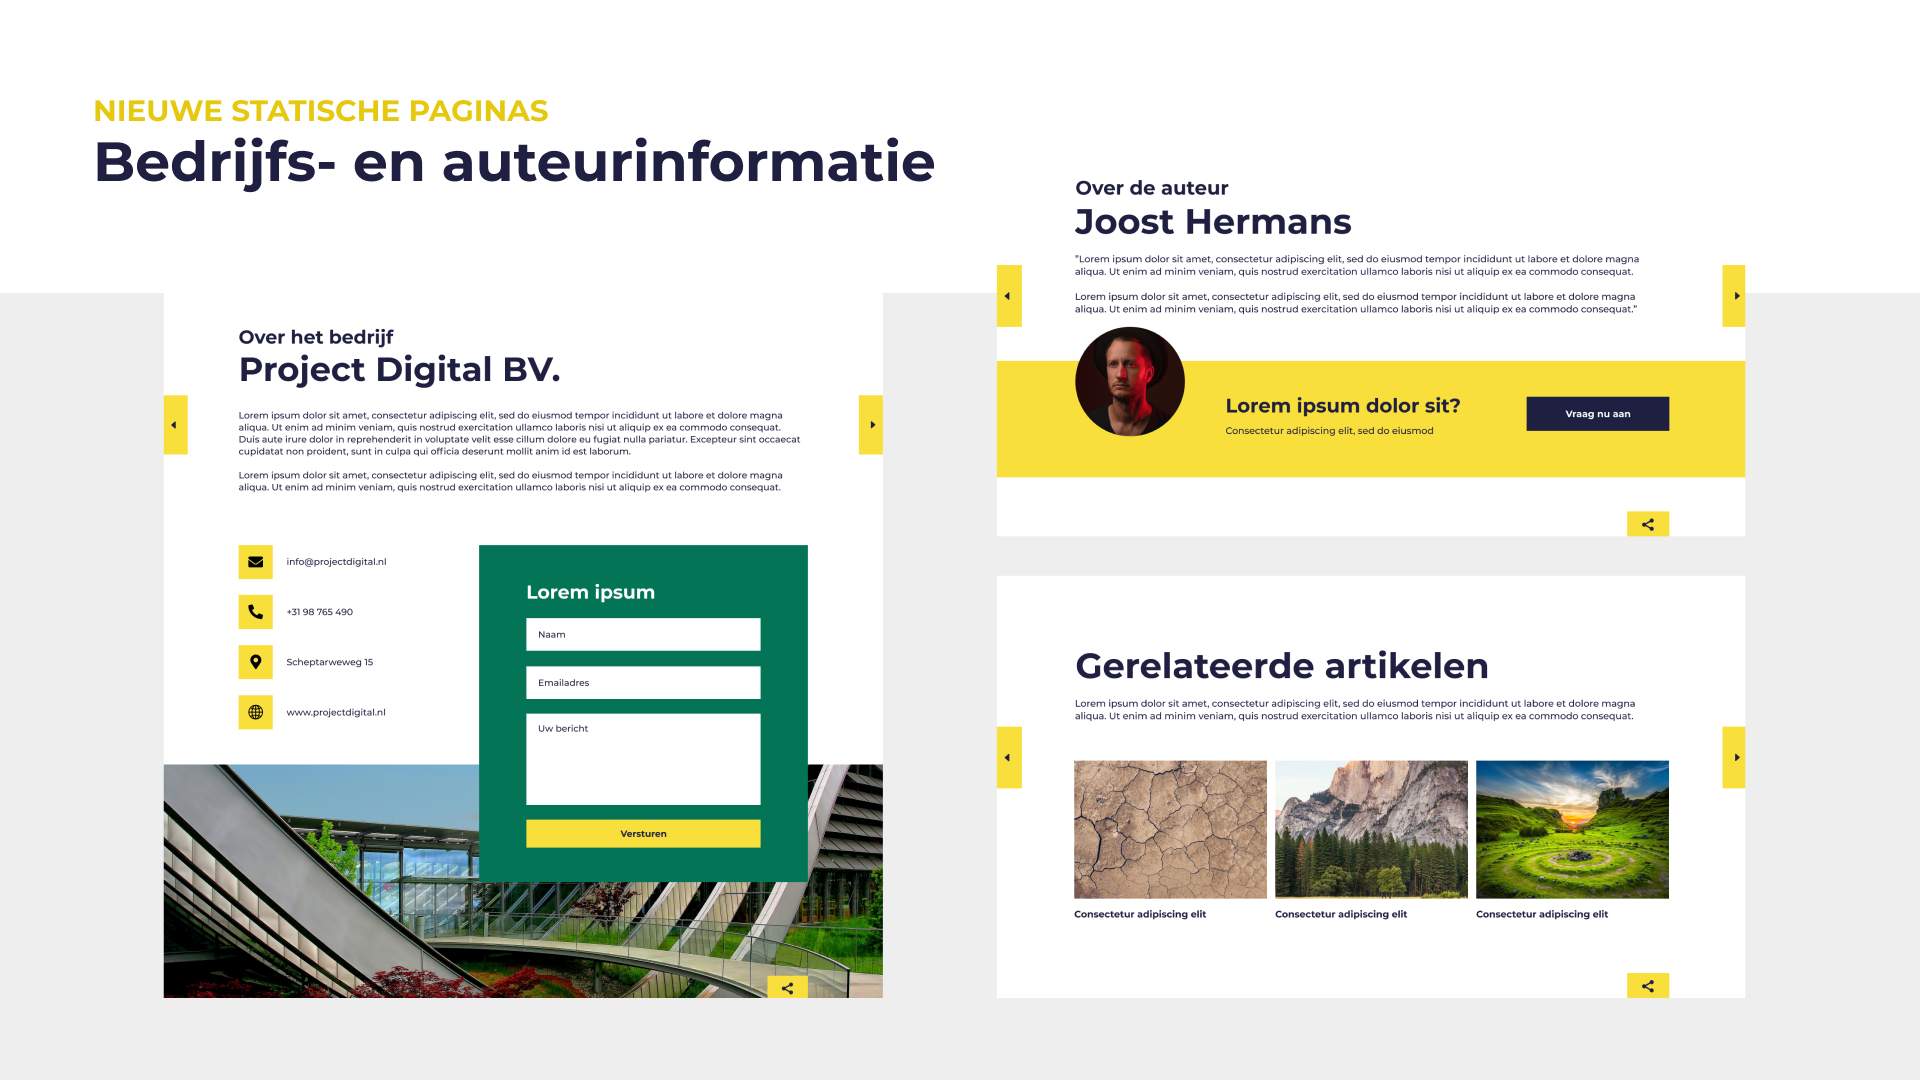 NIEUWE STATISCHE PAGINAS
Bedrijfs- en auteurinformatie
Over het bedrijf
Project Digital BV.
Lorem ipsum dolor sit amet, consectetur adipiscing elit, sed do eiusmod tempor incididunt ut labore et dolore magna
aliqua. Ut enim ad minim veniam, quis nostrud exercitation ullamco laboris nisi ut aliquip ex ea commodo consequat.
Duis aute irure dolor in reprehenderit in voluptate velit esse cillum dolore eu fugiat nulla pariatur. Excepteur sint occaecat
cupidatat non proident, sunt in culpa qui officia deserunt mollit anim id est laborum.
Lorem ipsum dolor sit amet, consectetur adipiscing elit, sed do eiusmod tempor incididunt ut labore et dolore magna
aliqua. Ut enim ad minim veniam, quis nostrud exercitation ullamco laboris nisi ut aliquip ex ea commodo consequat.
info@projectdigital.nl
+31 98 765 490
Scheptarweweg 15
www.projectdigital.nl
Lorem ipsum
Naam
Emailadres
Uw bericht
Versturen
Over de auteur
Joost Hermans
"Lorem ipsum dolor sit amet, consectetur adipiscing elit, sed do eiusmod tempor incididunt ut labore et dolore magna
aliqua. Ut enim ad minim veniam, quis nostrud exercitation ullamco laboris nisi ut aliquip ex ea commodo consequat.
Lorem ipsum dolor sit amet, consectetur adipiscing elit, sed do eiusmod tempor incididunt ut labore et dolore magna
aliqua. Ut enim ad minim veniam, quis nostrud exercitation ullamco laboris nisi ut aliquip ex ea commodo consequat."
Lorem ipsum dolor sit?
Consectetur adipiscing elit, sed do eiusmod
Vraag nu aan
Gerelateerde artikelen
Lorem ipsum dolor sit amet, consectetur adipiscing elit, sed do eiusmod tempor incididunt ut labore et dolore magna
aliqua. Ut enim ad minim veniam, quis nostrud exercitation ullamco laboris nisi ut aliquip ex ea commodo consequat.
Consectetur adipiscing elit
Consectetur adipiscing elit
Consectetur adipiscing elit